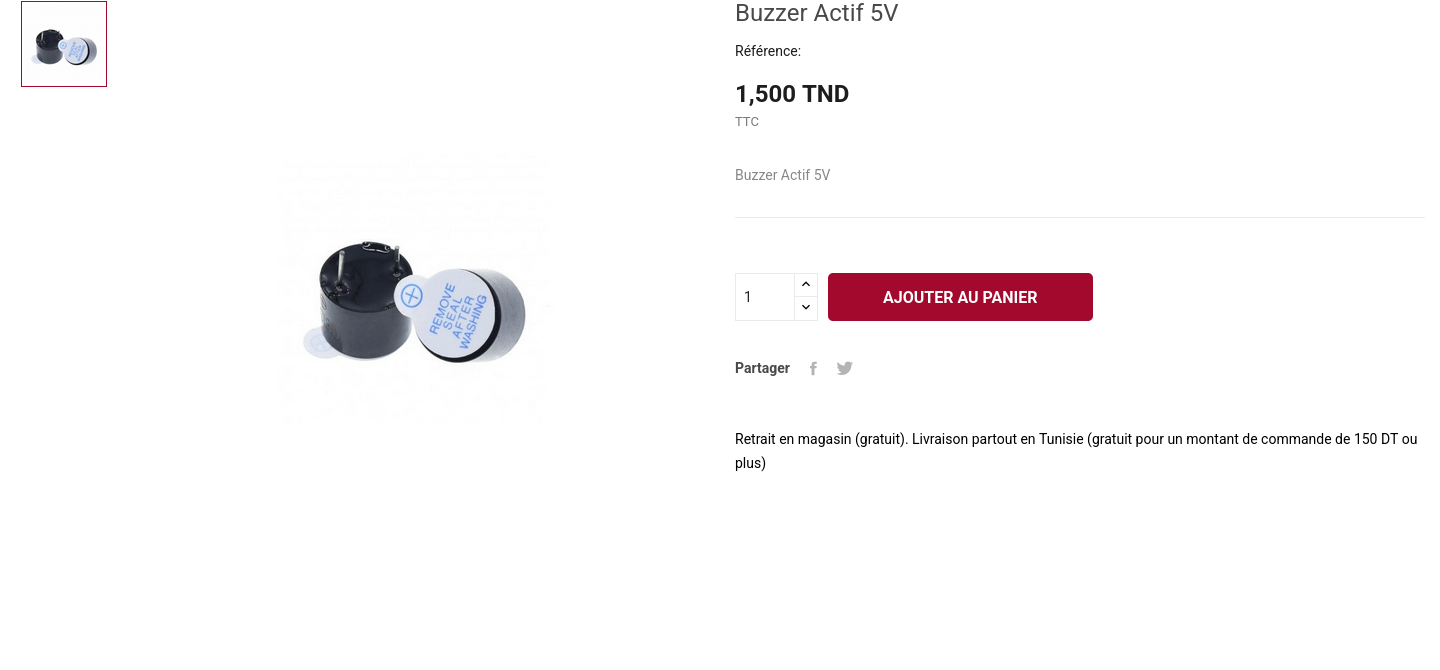 Buzzer Actif 5V
Référence:
1,500 TND
TTC
Buzzer Actif 5V
1
AJOUTER AU PANIER
Partager
Retrait en magasin (gratuit). Livraison partout en Tunisie (gratuit pour un montant de commande de 150 DT ou
plus)
REMOVE
SEAL
AFTER
WASHING